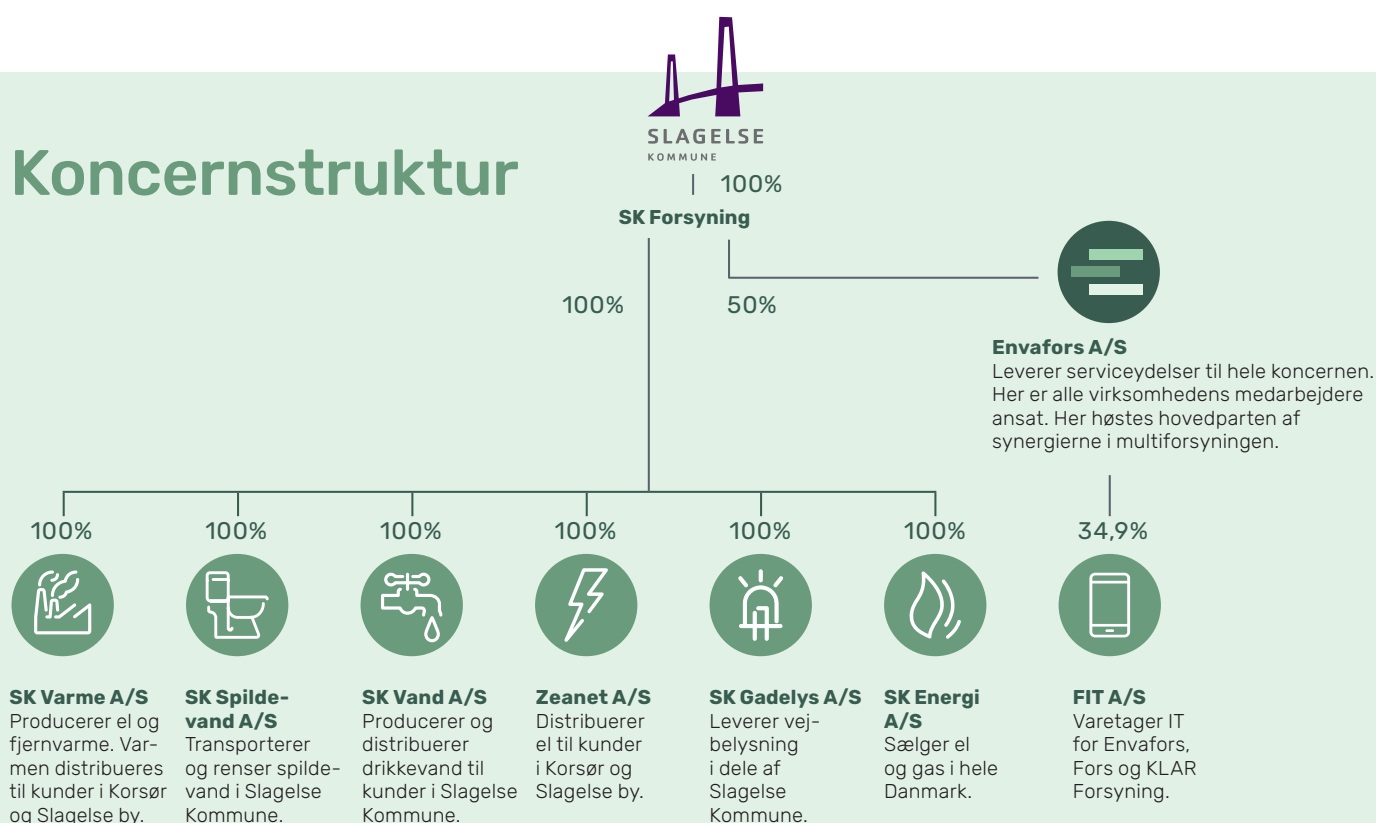 SLAGELSE
KOMMUNE
Koncernstruktur
100%
SK Forsyning
100%
50%
Envafors A/S
Leverer serviceydelser til hele koncernen.
Her er alle virksomhedens medarbejdere
ansat. Her høstes hovedparten af
synergierne i multiforsyningen.
100%
100%
100%
100%
100%
100%
34,9%
SK Varme A/S
Producerer el og
fjernvarme. Var-
men distribueres
til kunder i Korsør
og Slagelse by.
SK Spilde-
vand A/S
Transporterer
og renser spilde-
vand i Slagelse
Kommune.
SK Vand A/S
Producerer og
distribuerer
drikkevand til
kunder i Slagelse
Kommune.
Zeanet A/S
Distribuerer
el til kunder
i Korsør og
Slagelse by.
SK Gadelys A/S
Leverer vej-
belysning
i dele af
Slagelse
Kommune.
SK Energi
A/S
Sælger el
og gas i hele
Danmark.
FIT A/S
Varetager IT
for Envafors,
Fors og KLAR
Forsyning.